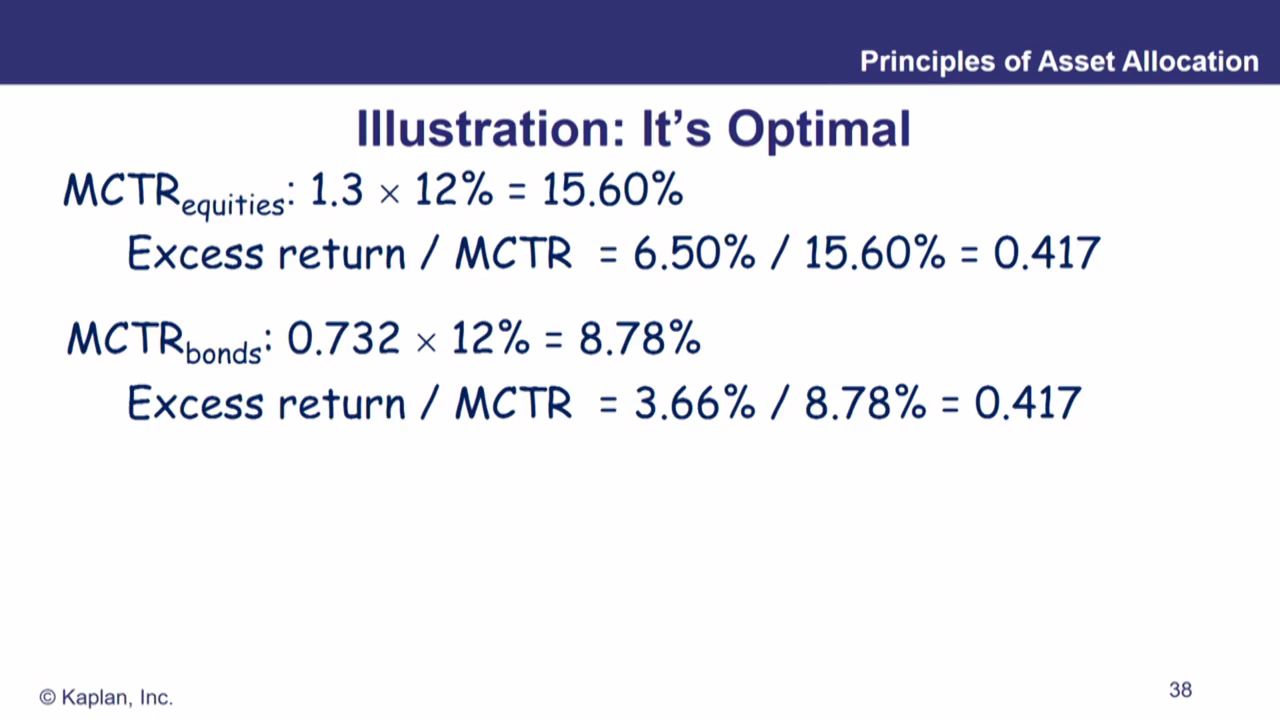 Principles of Asset Allocation
Illustration: It's Optimal
MCTRequities: 1.3 × 12% = 15.60%
Excess return / MCTR = 6.50% / 15.60% = 0.417
MCTRbonds: 0.732 × 12% = 8.78%
Excess return / MCTR = 3.66% / 8.78% = 0.417
© Kaplan, Inc.
38